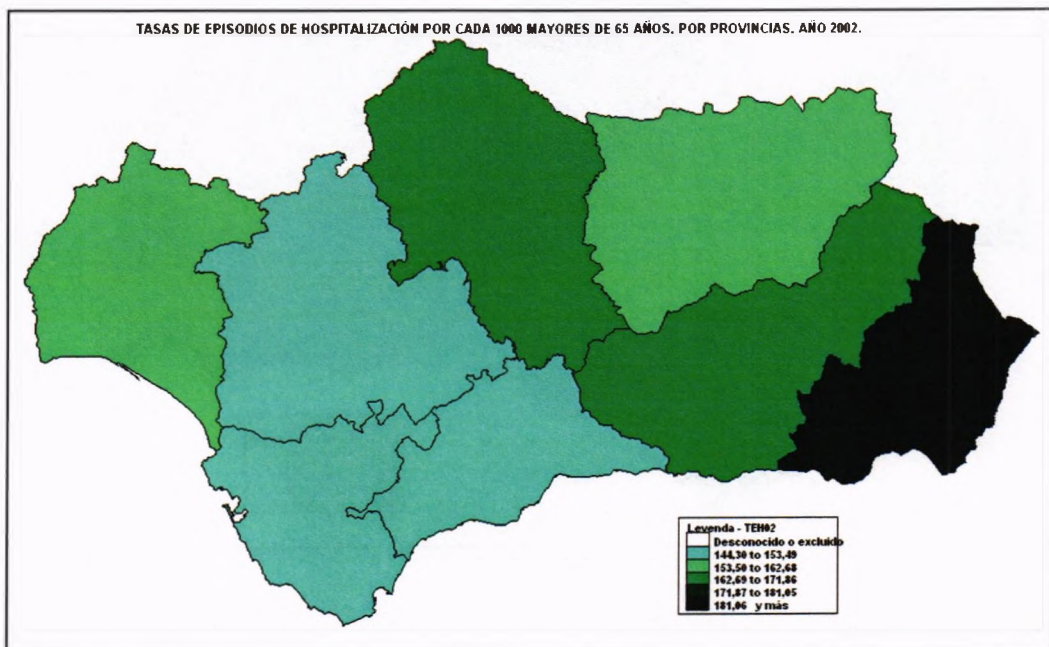 TASAS DE EPISODIOS DE HOSPITALIZACIÓN POR CADA 1000 MAYORES DE 65 AÑOS. POR PROVINCIAS. AÑO 2002.
Leyenda - TEH02
Desconocido o excluído
144,30 to 153,49
153,50 to 162,68
162,69 to 171,86
171,87 to 181,05
181,06 y más